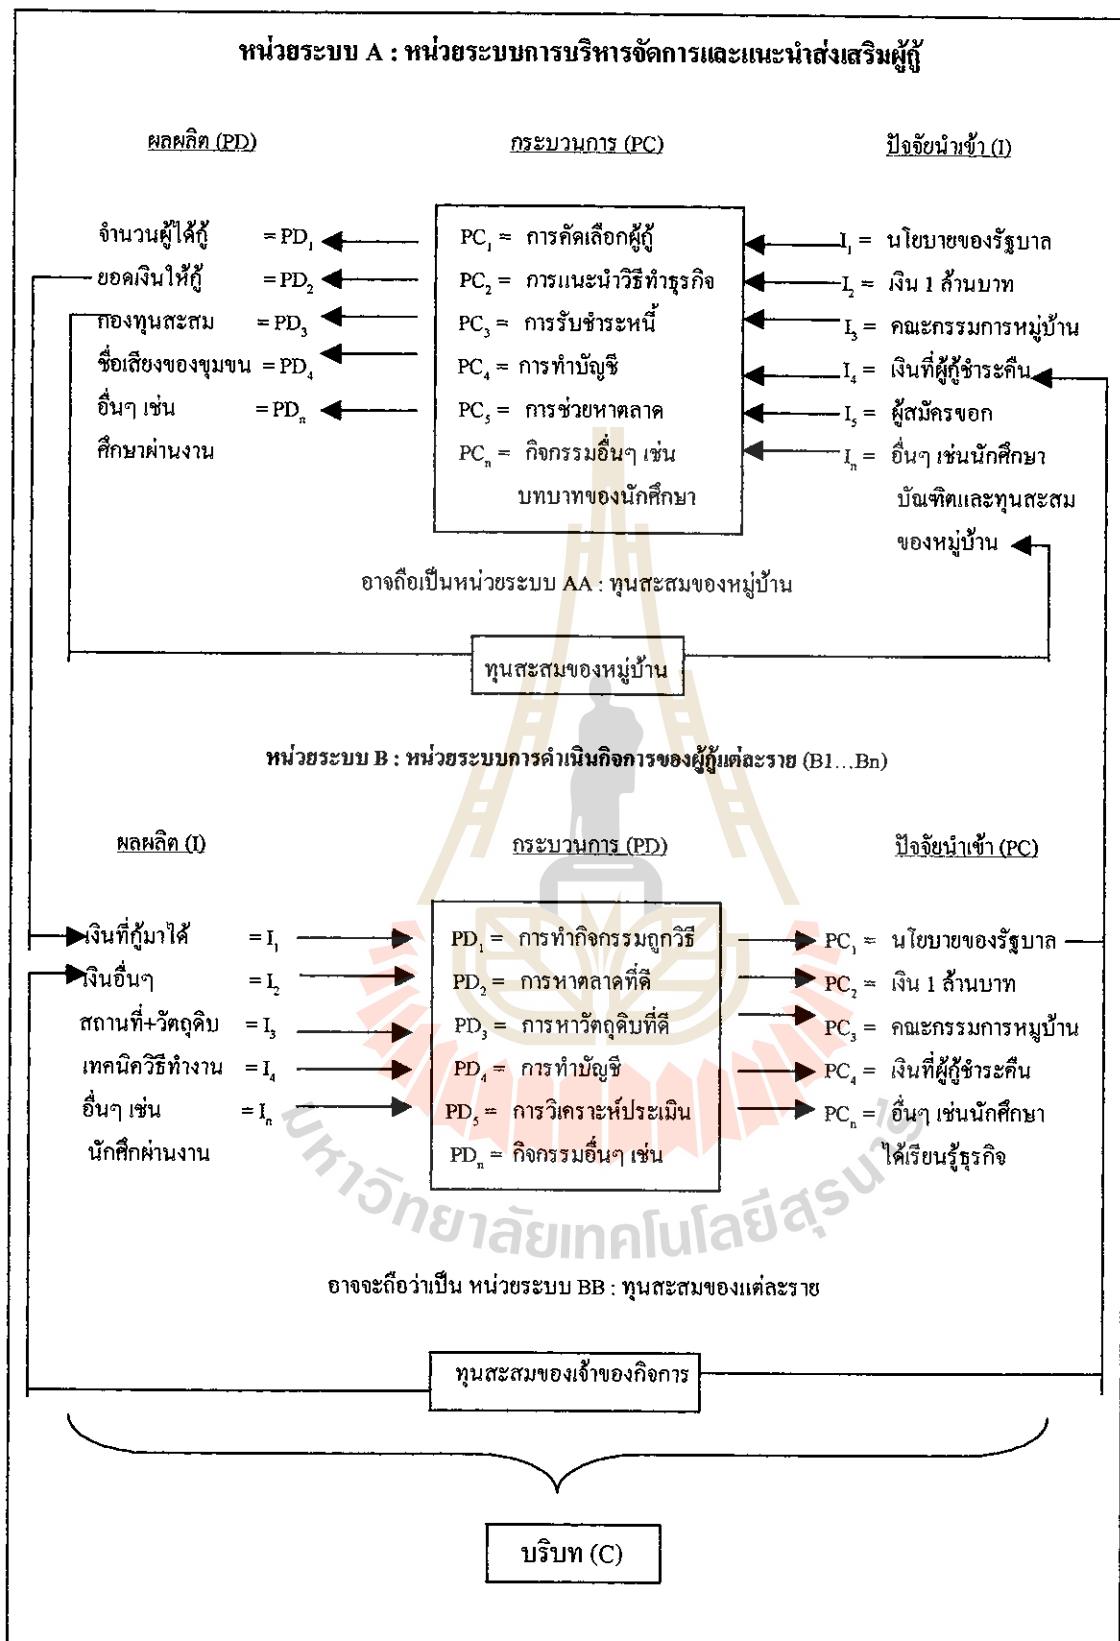 หน่วยระบบ A : หน่วยระบบการบริหารจัดการและแนะนำส่งเสริมผู้กู้
ผลผลิต (PD) กระบวนการ (PC) ปัจจัยนำเข้า (I)
จำนวนผู้ได้กู้ = PD1 PC1 = การคัดเลือกผู้กู้ I1 = นโยบายของรัฐบาล
ยอดเงินให้กู้ = PD2 PC2 = การแนะนำวิธีทำธุรกิจ I2 = เงิน 1 ล้านบาท
กองทุนสะสม = PD3 PC3 = การรับชำระหนี้ I3 = คณะกรรมการหมู่บ้าน
ชื่อเสียงของชุมขน = PD4 PC4 = การทำบัญชี I4 = เงินที่ผู้กู้ชำระคืน
อื่นๆ เช่น = PDn PC5 = การช่วยหาตลาด I5 = ผู้สมัครขอก
ศึกษาผ่านงาน PCn = กิจกรรมอื่นๆ เช่น In = อื่นๆ เช่นนักศึกษา
บทบาทของนักศึกษา บัณฑิตและทุนสะสม
ของหมู่บ้าน
อาจถือเป็นหน่วยระบบ AA : ทุนสะสมของหมู่บ้าน
ทุนสะสมของหมู่บ้าน
หน่วยระบบ B : หน่วยระบบการดำเนินกิจการของผู้กู้แต่ละราย (B1...Bn)
ผลผลิต (I) กระบวนการ (PD) ปัจจัยนำเข้า (PC)
เงินที่กู้มาได้ = I1 PD1 = การทำกิจกรรมถูกวิธี PC1 = นโยบายของรัฐบาล
เงินอื่นๆ = I2 PD2 = การหาตลาดที่ดี PC2 = เงิน 1 ล้านบาท
สถานที่+วัตถุดิบ = I3 PD3 = การหาวัตถุดิบที่ดี PC3 = คณะกรรมการหมู่บ้าน
เทคนิควิธีทำงาน = I4 PD4 = การทำบัญชี PC4 = เงินที่ผู้กู้ชำระคืน
อื่นๆ เช่น = In PD5 = การวิเคราะห์ประเมิน PCn = อื่นๆ เช่นนักศึกษา
นักศึกผ่านงาน PDn = กิจกรรมอื่นๆ เช่น ได้เรียนรู้ธุรกิจ
มหาวิทยาลัยเทคโนโลยีสุรนารี
อาจจะถือว่าเป็น หน่วยระบบ BB : ทุนสะสมของแต่ละราย
ทุนสะสมของเจ้าของกิจการ
บริบท (C)